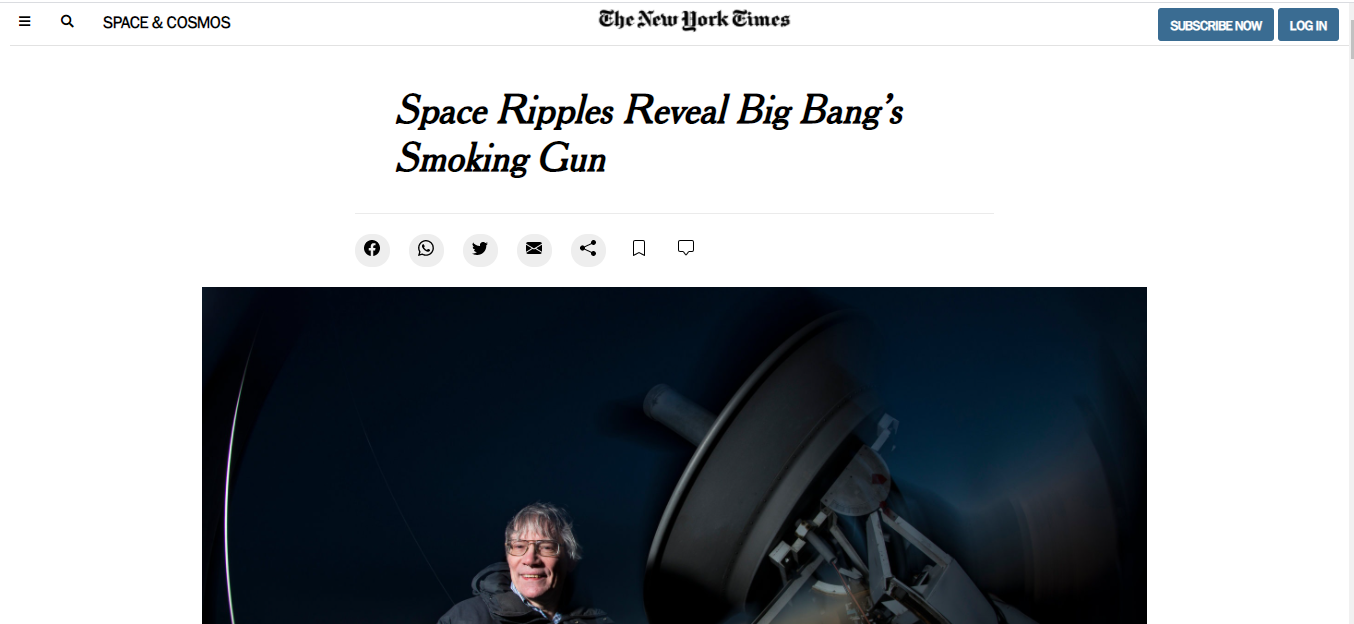 SPACE & COSMOS
The New York Times
SUBSCRIBE NOW
LOG IN
Space Ripples Reveal Big Bang’s
Smoking Gun